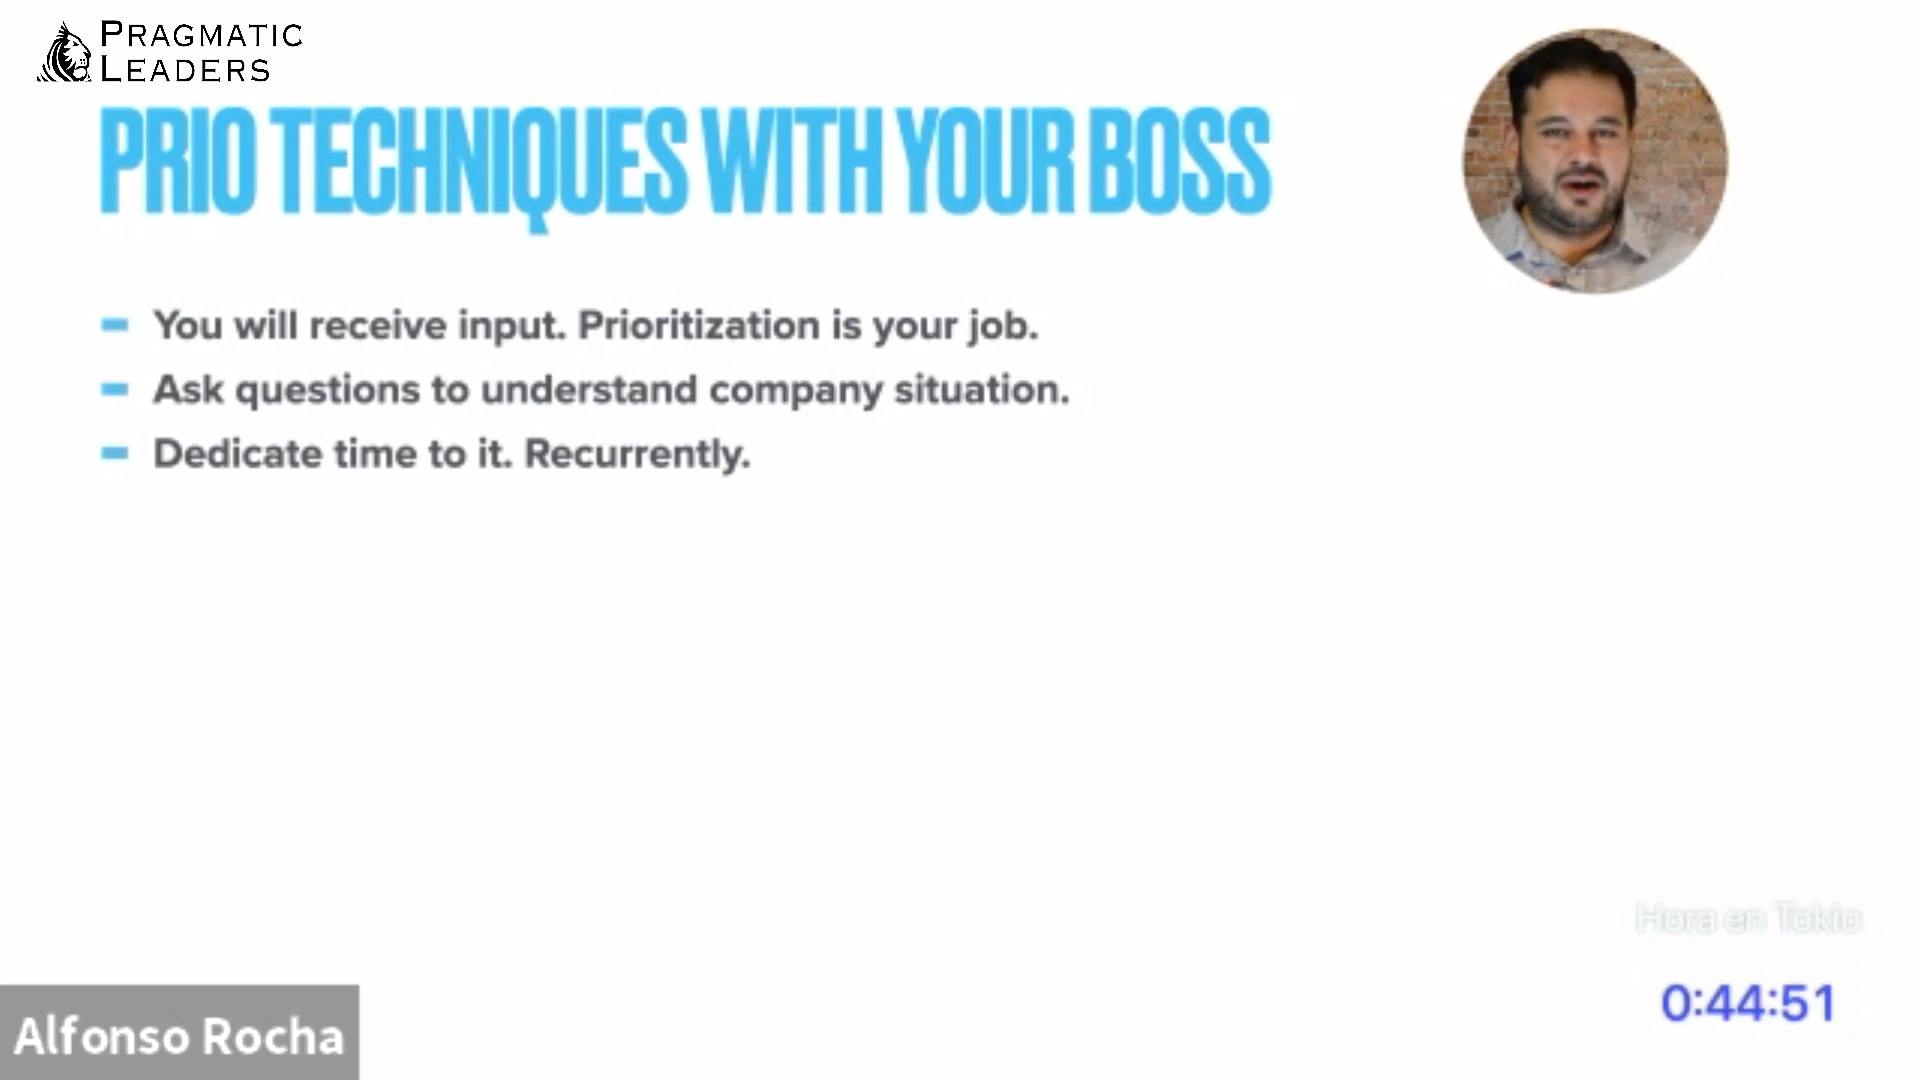 PRAGMATIC
LEADERS
PRIO TECHNIQUES WITH YOUR BOSS
You will receive input. Prioritization is your job.
Ask questions to understand company situation.
Dedicate time to it. Recurrently.
Hora en Tokio
0:44:51
Alfonso Rocha